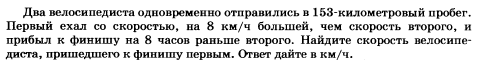 Два велосипедиста одновременно отправились в 153-километровый пробег.
Первый ехал со скоростью, на 8 км/ч большей, чем скорость второго, и
прибыл к финишу на 8 часов раньше второго. Найдите скорость велосипе-
диста, пришедшего к финишу первым. Ответ дайте в км/ч.